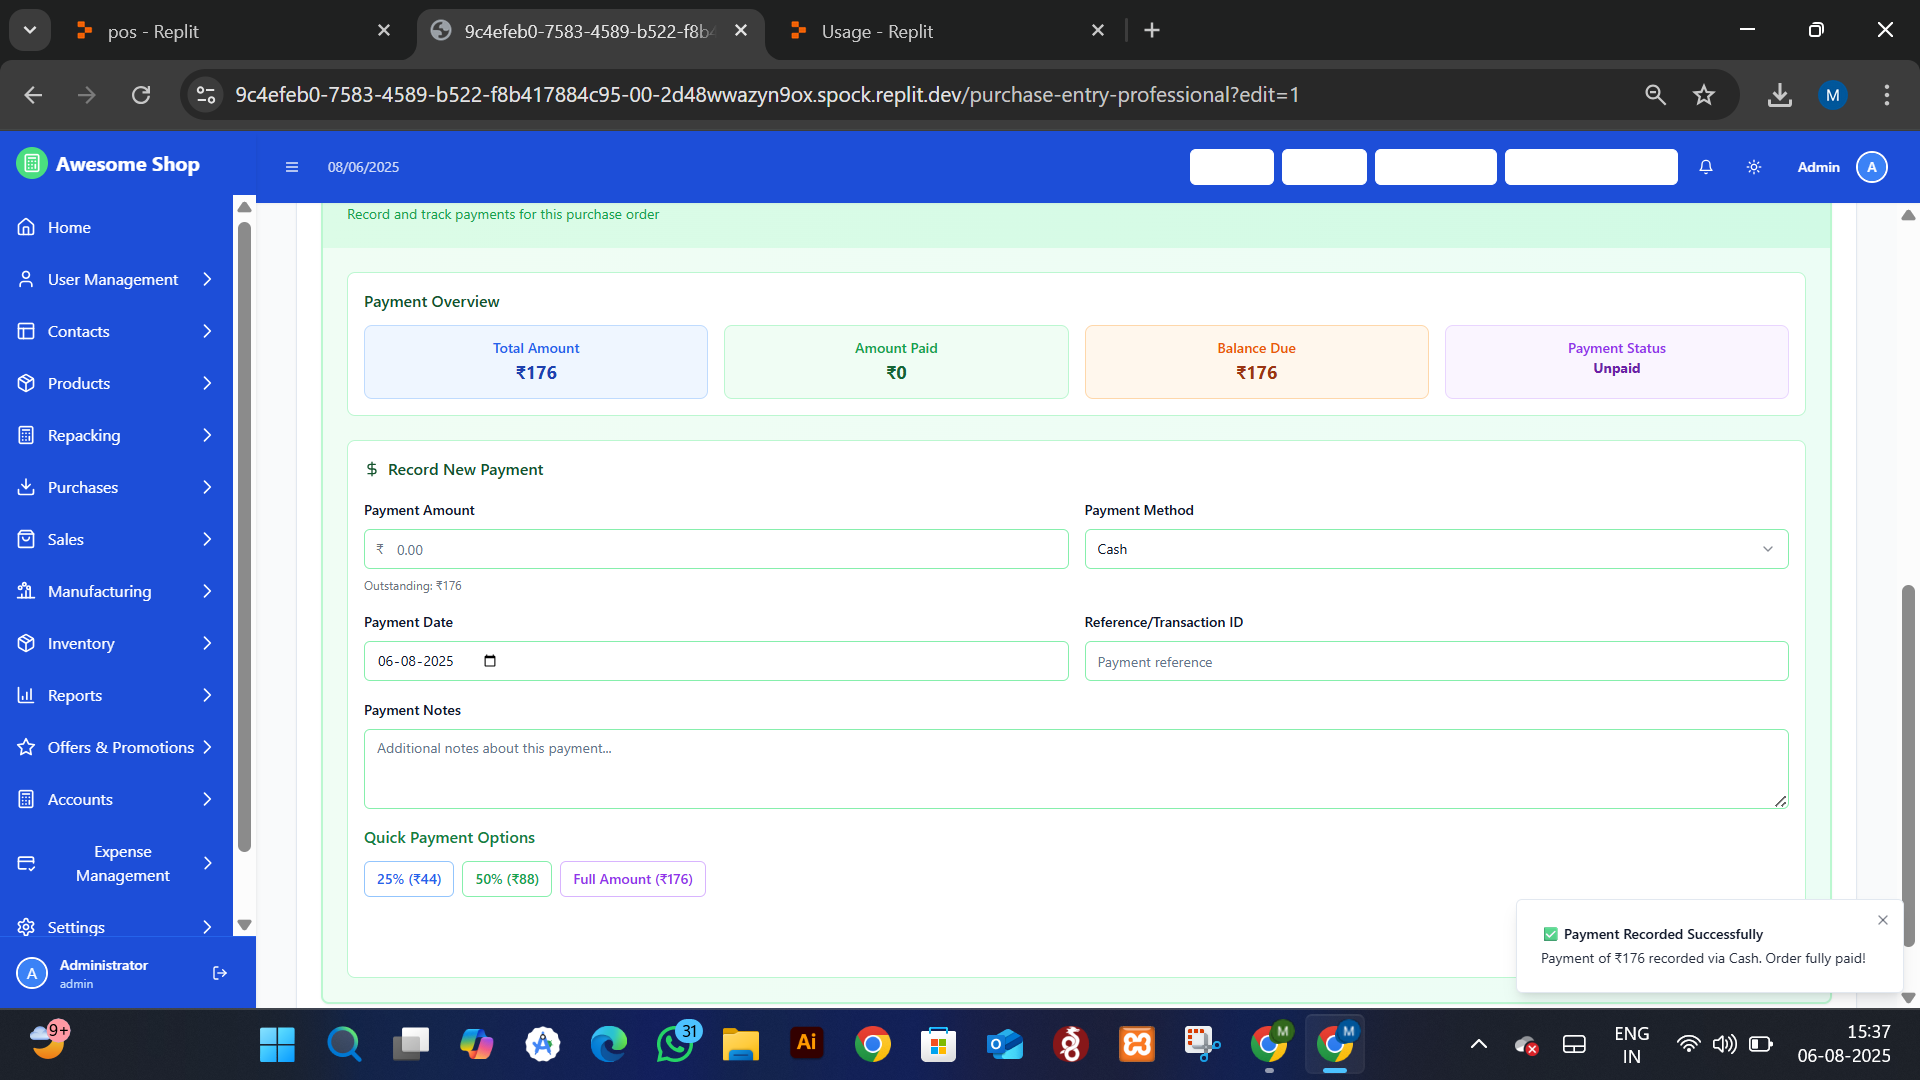 pos - Replit
9c4efeb0-7583-4589-b522-f8b4
Usage - Replit
9c4efeb0-7583-4589-b522-f8b417884c95-00-2d48wwazyn9ox.spock.replit.dev/purchase-entry-professional?edit=1
M
Awesome Shop
08/06/2025
Admin
A
Home
User Management
Contacts
Products
Repacking
Purchases
Sales
Manufacturing
Inventory
Reports
Offers & Promotions
Accounts
Expense
Management
Settings
A
Administrator
admin
Record and track payments for this purchase order
Payment Overview
Total Amount
₹176
Amount Paid
₹0
Balance Due
₹176
Payment Status
Unpaid
$ Record New Payment
Payment Amount
₹ 0.00
Outstanding: ₹176
Payment Method
Cash
Payment Date
06-08-2025
Reference/Transaction ID
Payment reference
Payment Notes
Additional notes about this payment...
Quick Payment Options
25% (₹44)
50% (₹88)
Full Amount (₹176)
Payment Recorded Successfully
Payment of ₹176 recorded via Cash. Order fully paid!
9+
31
Ai
M
M
ENG
IN
15:37
06-08-2025